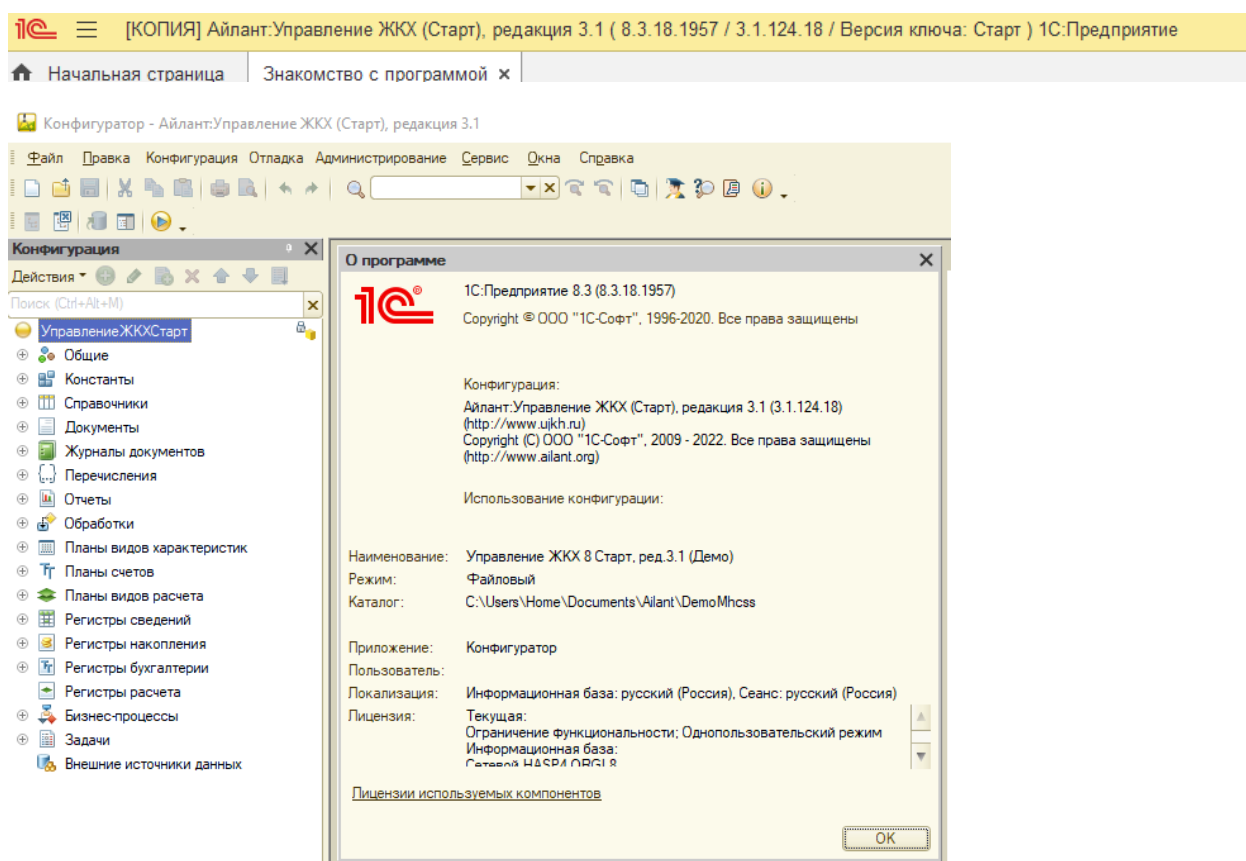 1С [КОПИЯ] Айлант:Управление ЖКХ (Старт), редакция 3.1 ( 8.3.18.1957 / 3.1.124.18 / Версия ключа: Старт ) 1С:Предприятие
Начальная страница Знакомство с программой ×
Конфигуратор - Айлант:Управление ЖКХ (Старт), редакция 3.1
Файл Правка Конфигурация Отладка Администрирование Сервис Окна Справка
Конфигурация
Действия
Поиск (Ctrl+Alt+M)
УправлениеЖКХСтарт
Общие
Константы
Справочники
Документы
Журналы документов
Перечисления
Отчеты
Обработки
Планы видов характеристик
Планы счетов
Планы видов расчета
Регистры сведений
Регистры накопления
Регистры бухгалтерии
Регистры расчета
Бизнес-процессы
Задачи
Внешние источники данных
О программе
1С®
1С:Предприятие 8.3 (8.3.18.1957)
Copyright © ООО "1С-Софт", 1996-2020. Все права защищены
Конфигурация:
Айлант:Управление ЖКХ (Старт), редакция 3.1 (3.1.124.18)
(http://www.ujkh.ru)
Copyright (С) ООО "1С-Софт", 2009 - 2022. Все права защищены
(http://www.ailant.org)
Использование конфигурации:
Наименование: Управление ЖКХ 8 Старт, ред.3.1 (Демо)
Режим: Файловый
Каталог: C:\Users\Home\Documents\Ailant\DemoMhcss
Приложение: Конфигуратор
Пользователь:
Локализация: Информационная база: русский (Россия), Сеанс: русский (Россия)
Лицензия: Текущая:
Ограничение функциональности; Однопользовательский режим
Информационная база:
Сетевой HASP4 ORGL8
Лицензии используемых компонентов
OK